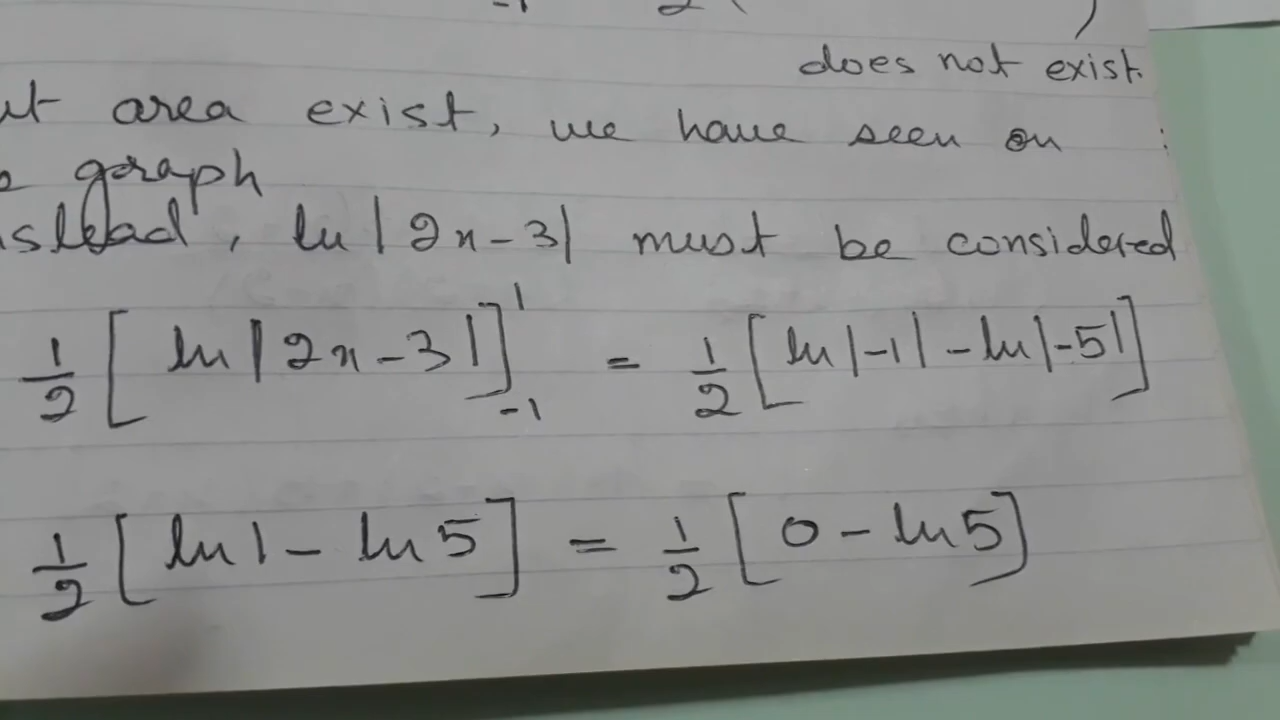 does not exist.
area exist, we have seen on
graph
, ln |2x-3| must be considered
1/2 [ ln |2x-3| ]_{-1}^{1} = 1/2 [ ln |-1| - ln |-5| ]
1/2 [ ln 1 - ln 5 ] = 1/2 [ 0 - ln 5 ]